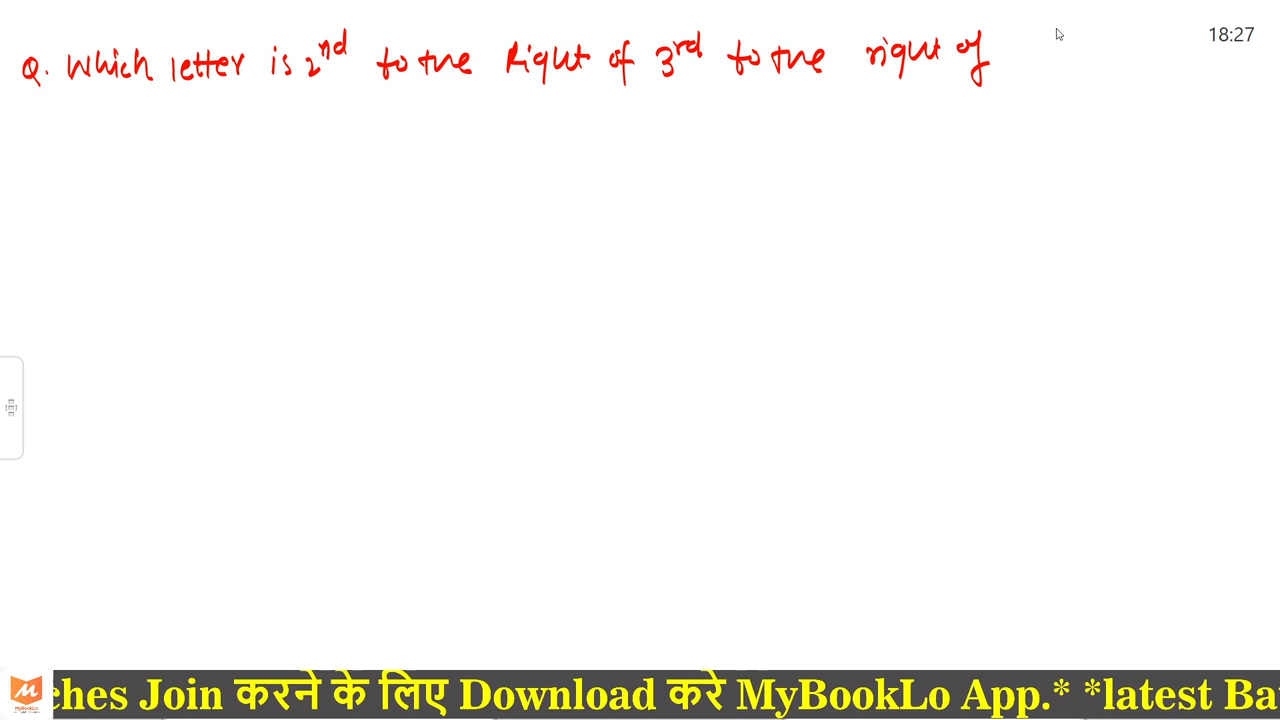 18:27
Q. Which letter is 2nd to the Right of 3rd to the right of
ches Join करने के लिए Download करे MyBookLo App.* *latest Ba
MyBookLo